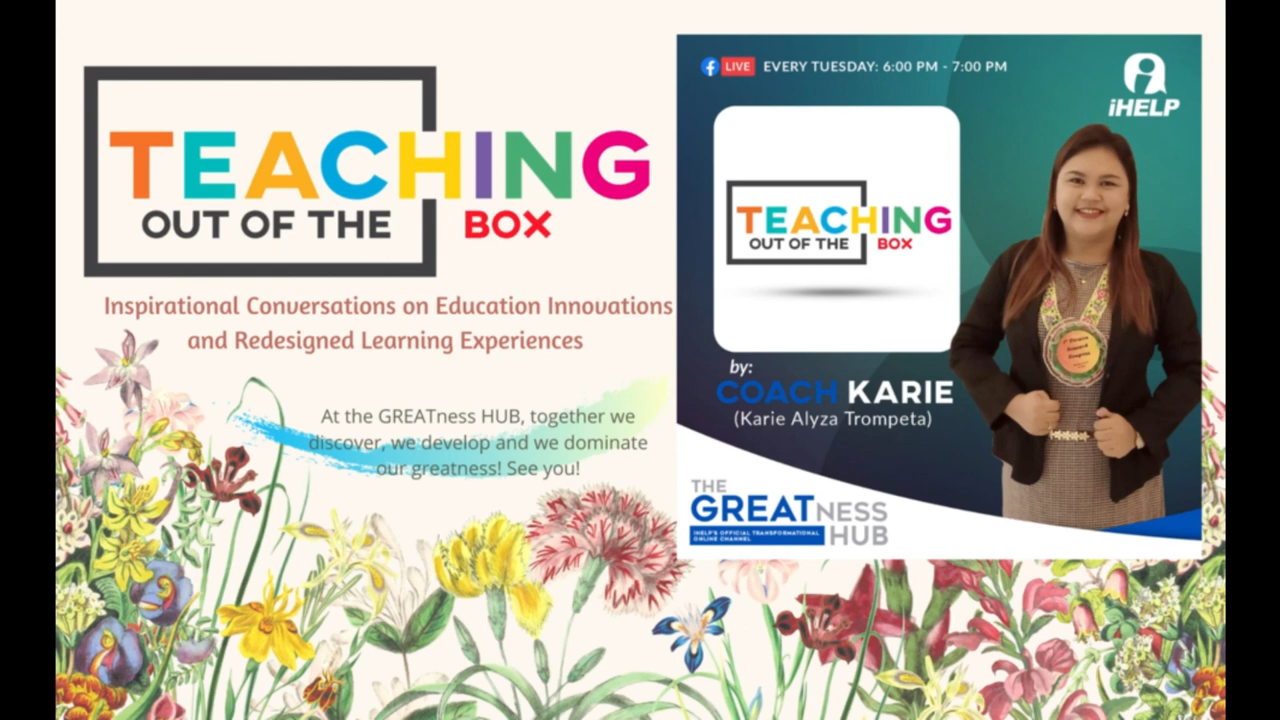 TEACHING
OUT OF THE BOX
Inspirational Conversations on Education Innovations
and Redesigned Learning Experiences
At the GREATness HUB, together we
discover, we develop and we dominate
our greatness! See you!
LIVE EVERY TUESDAY: 6:00 PM - 7:00 PM
iHELP
TEACHING
OUT OF THE BOX
by:
COACH KARIE
(Karie Alyza Trompeta)
THE
GREATNESS
HUB
iHELP'S OFFICIAL TRANSFORMATIONAL
ONLINE CHANNEL